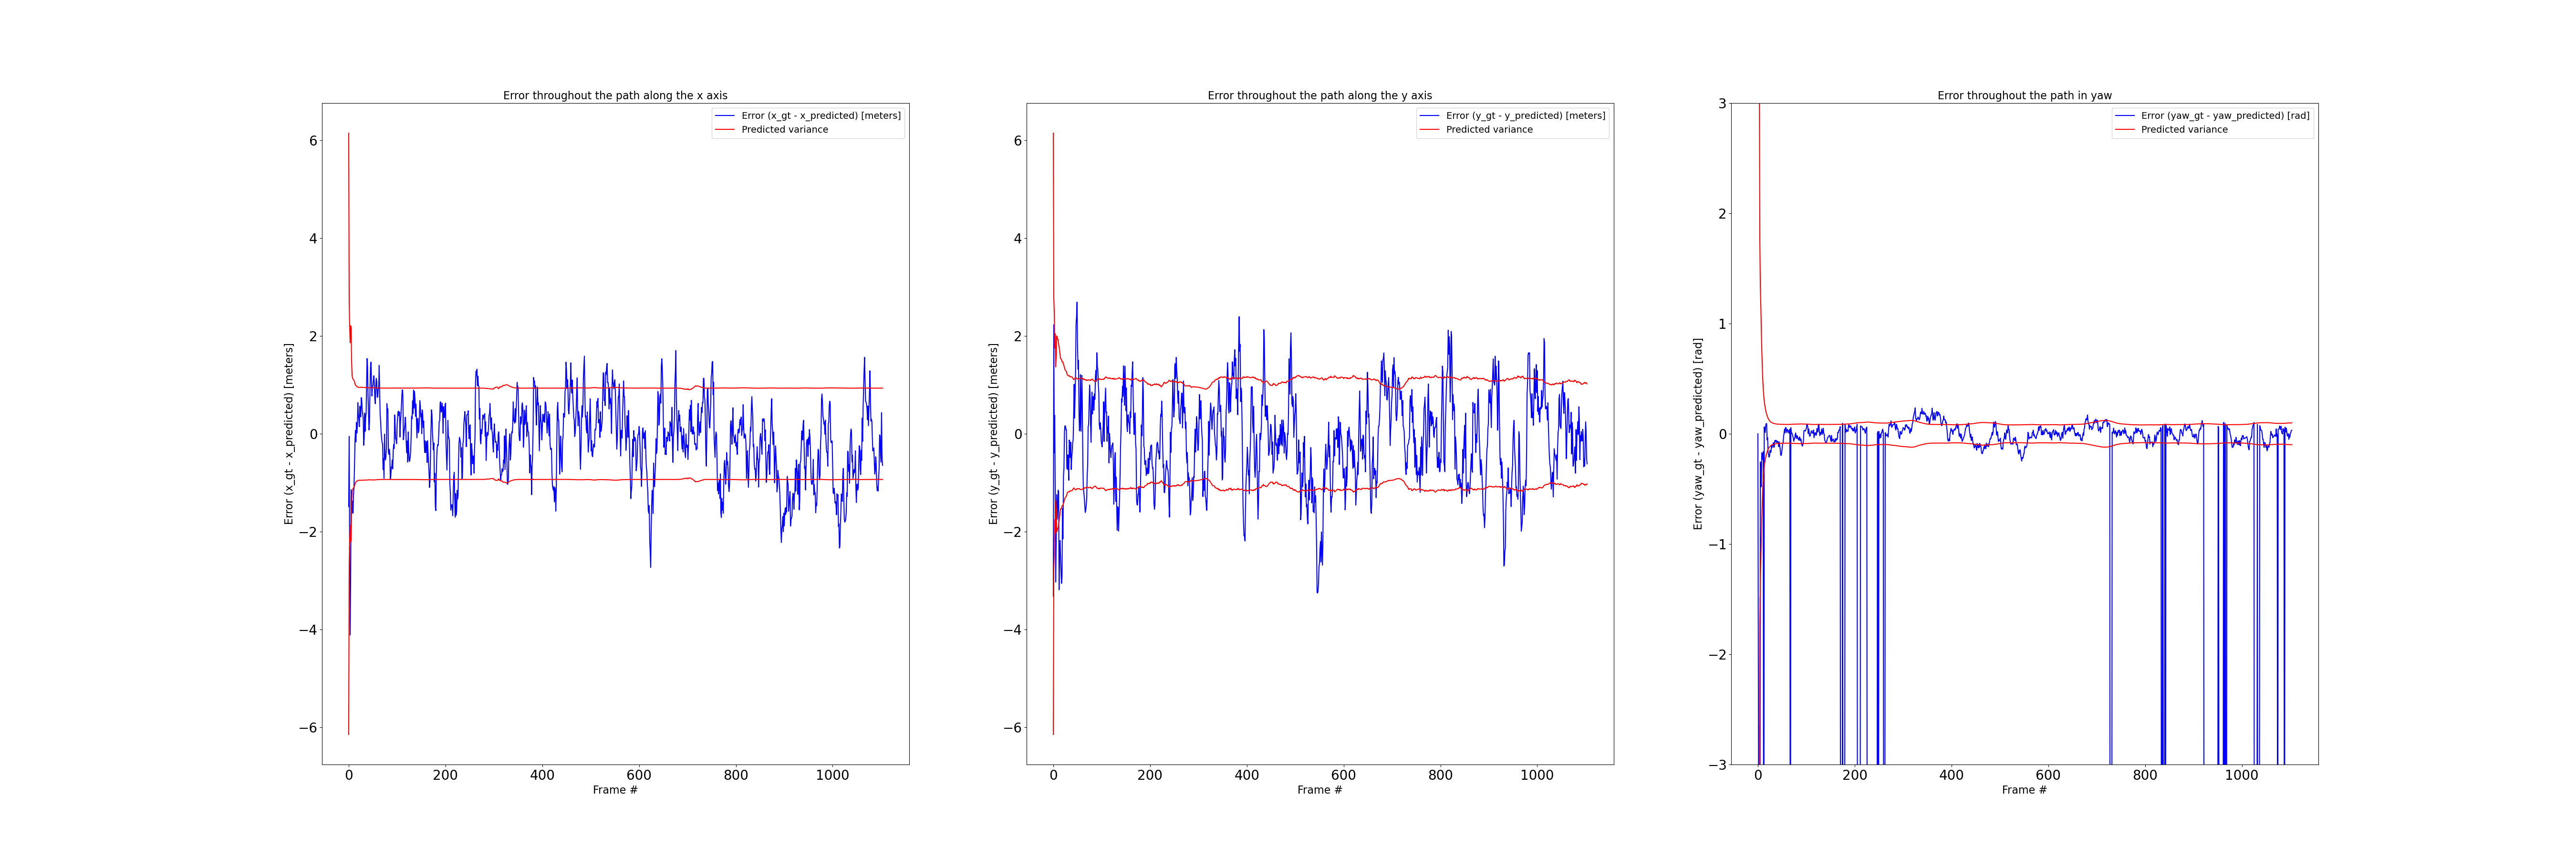 Error throughout the path along the x axis
Error (x_gt - x_predicted) [meters]
Predicted variance
6
4
2
0
−2
−4
−6
Error (x_gt - x_predicted) [meters]
0
200
400
600
800
1000
Frame #
Error throughout the path along the y axis
Error (y_gt - y_predicted) [meters]
Predicted variance
6
4
2
0
−2
−4
−6
Error (y_gt - y_predicted) [meters]
0
200
400
600
800
1000
Frame #
Error throughout the path in yaw
Error (yaw_gt - yaw_predicted) [rad]
Predicted variance
3
2
1
0
−1
−2
−3
Error (yaw_gt - yaw_predicted) [rad]
0
200
400
600
800
1000
Frame #